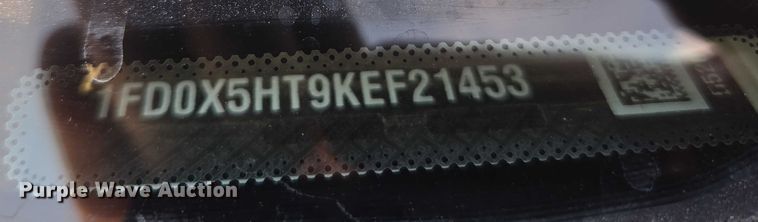 1FD0X5HT9KEF21453
Purple Wave Auction